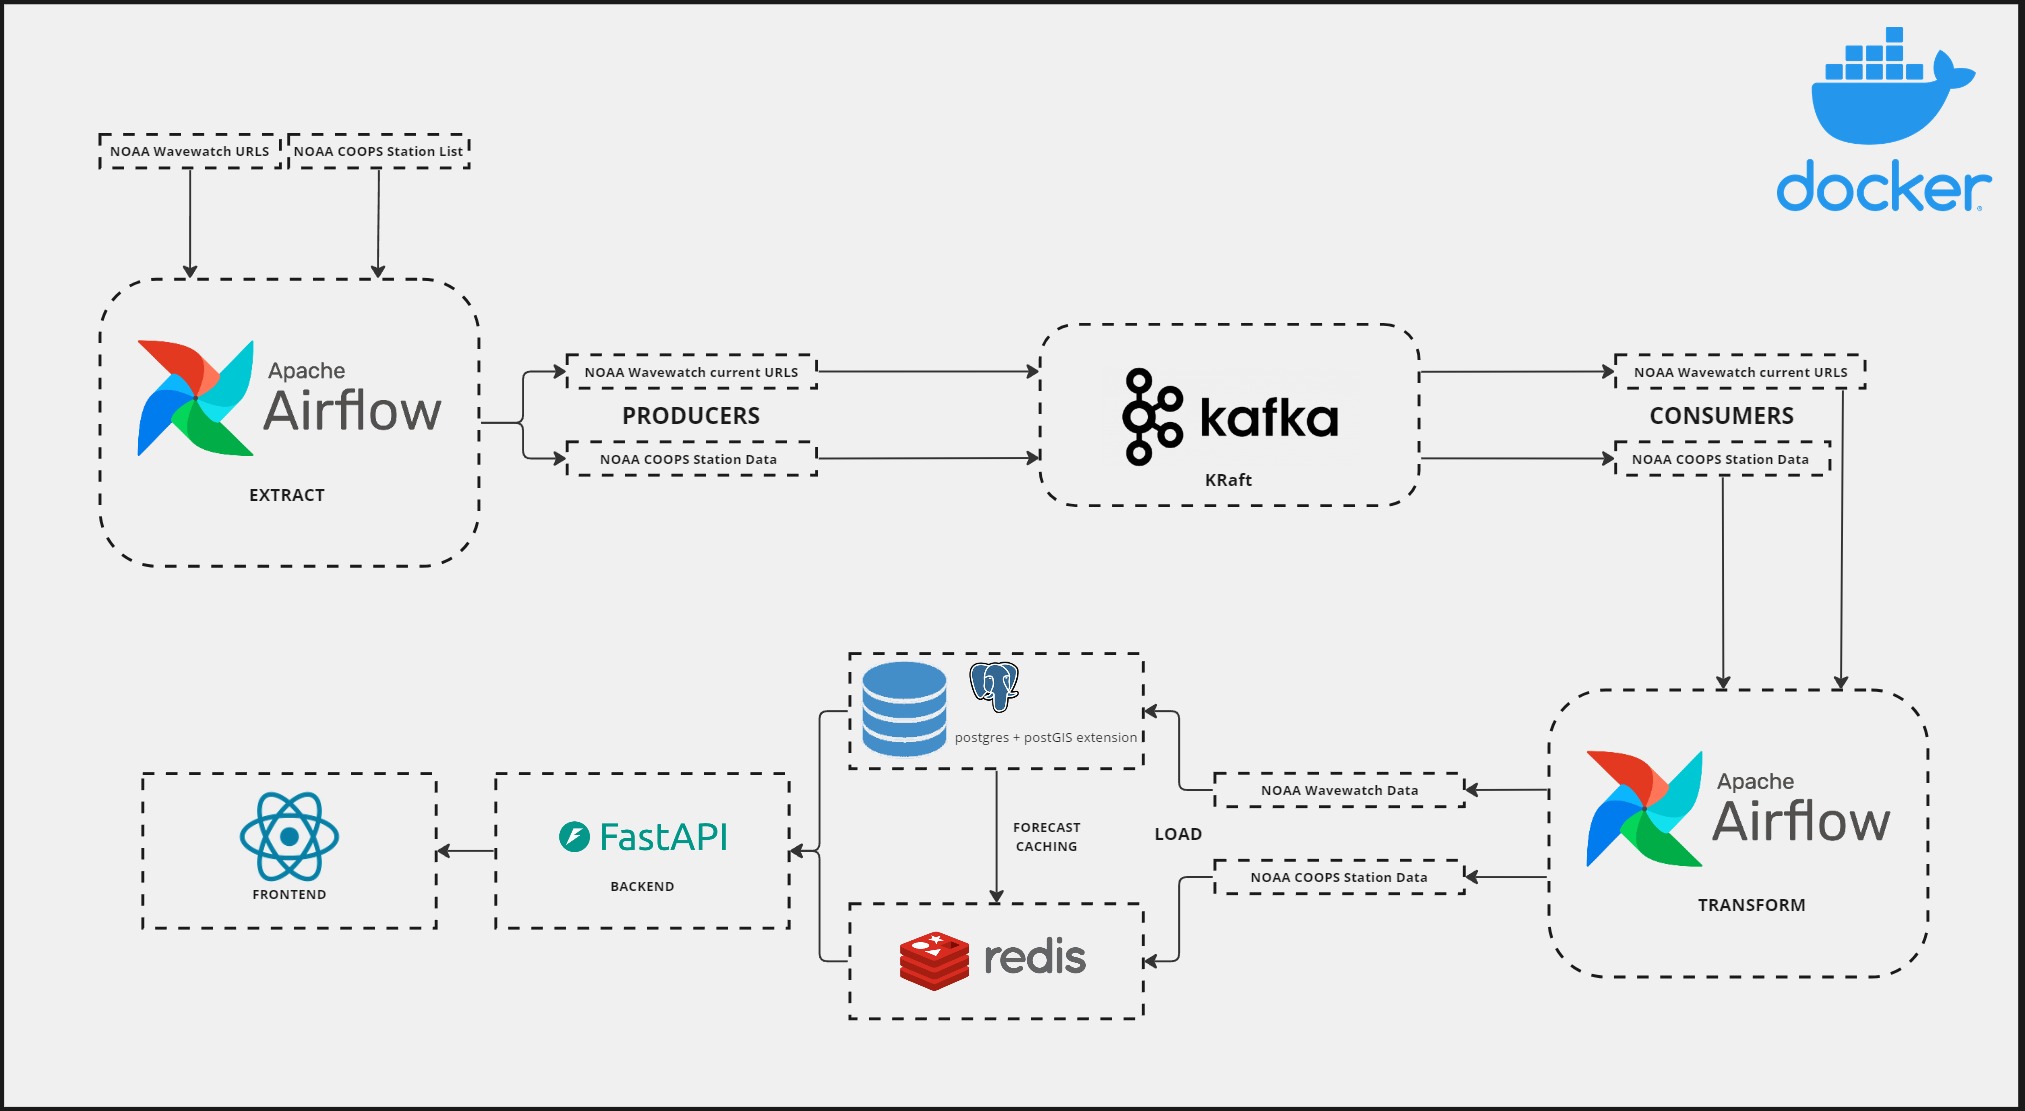 docker
NOAA Wavewatch URLS
NOAA COOPS Station List
Apache
Airflow
EXTRACT
NOAA Wavewatch current URLS
PRODUCERS
NOAA COOPS Station Data
kafka
KRaft
NOAA Wavewatch current URLS
CONSUMERS
NOAA COOPS Station Data
postgres + postGIS extension
FORECAST
CACHING
redis
LOAD
NOAA Wavewatch Data
NOAA COOPS Station Data
Apache
Airflow
TRANSFORM
FastAPI
BACKEND
FRONTEND